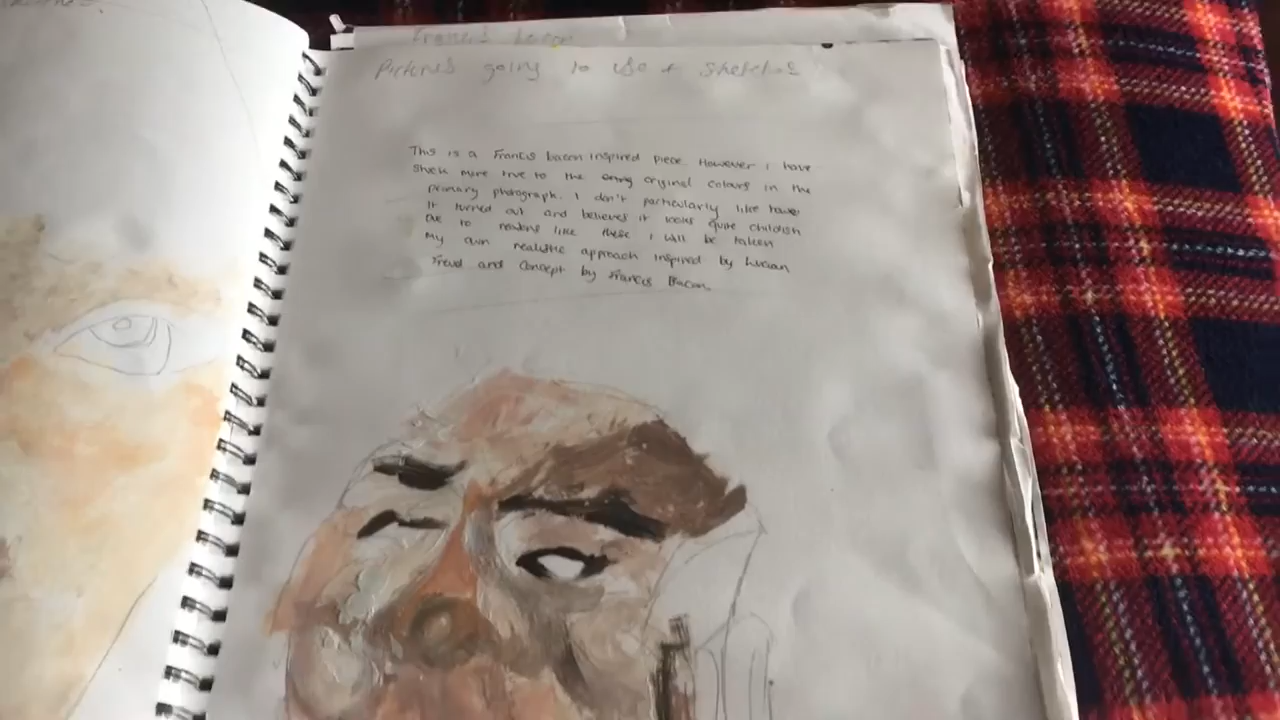 Francis bacon
Pictures going to use + sketches
This is a Francis bacon inspired piece. However i have
stuck more true to the original colours in the
primary photograph. I don't particularly like how
it turned out and believes it looks quite childish
Due to reasons like these I will be taken
my own realistic approach inspired by Lucian
Freud and concept by Francis Bacon.